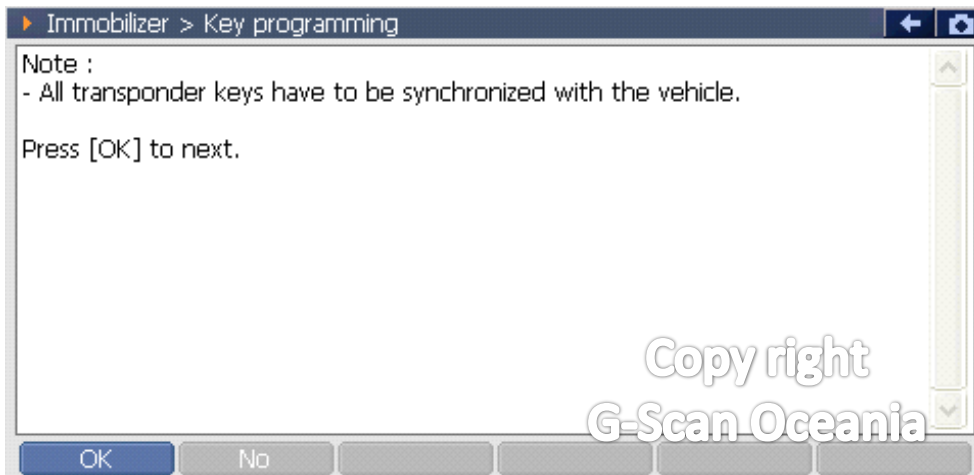 Immobilizer > Key programming
Note :
- All transponder keys have to be synchronized with the vehicle.
Press [OK] to next.
Copy right
G-Scan Oceania
OK
No